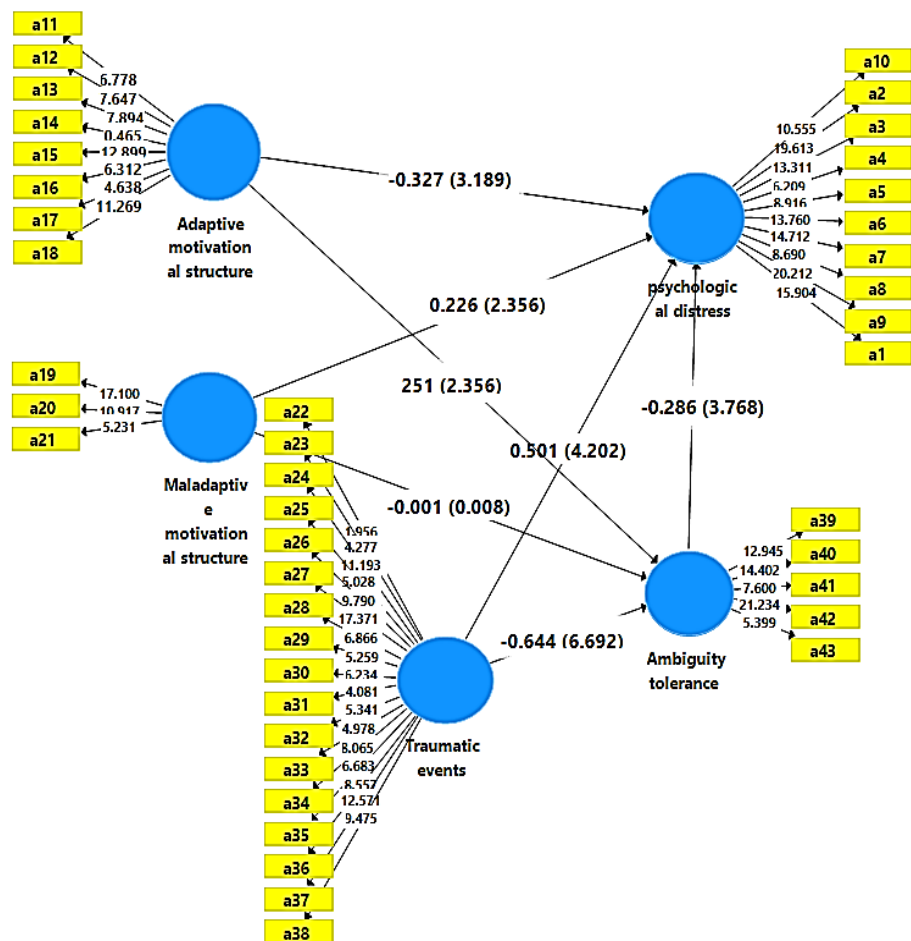 a11
a12
a13
a14
a15
a16
a17
a18
6.778
7.647
7.894
0.465
12.899
6.312
4.638
11.269
Adaptive
motivation
al structure
-0.327 (3.189)
a10
a2
a3
a4
a5
a6
a7
a8
a9
a1
10.555
19.613
13.311
6.209
8.916
13.760
14.712
8.690
20.212
15.904
psychologic
al distress
0.226 (2.356)
251 (2.356)
-0.286 (3.768)
0.501 (4.202)
a19
a20
a21
17.100
10.917
5.231
Maladaptiv
e
motivation
al structure
-0.001 (0.008)
-0.644 (6.692)
a22
a23
a24
a25
a26
a27
a28
a29
a30
a31
a32
a33
a34
a35
a36
a37
a38
1.956
4.277
11.193
5.028
9.790
17.371
6.866
5.259
6.234
4.081
5.341
4.978
8.065
6.683
8.557
12.571
9.475
Traumatic
events
a39
a40
a41
a42
a43
12.945
14.402
7.600
21.234
5.399
Ambiguity
tolerance